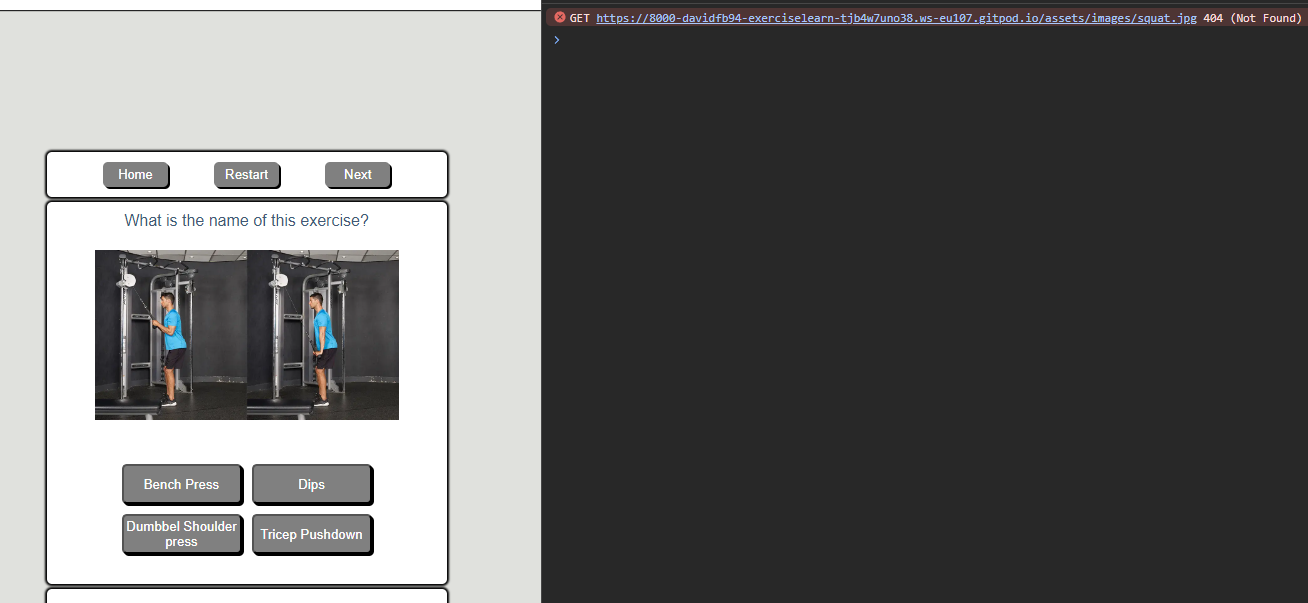 GET https://8000-davidfb94-exerciselearn-tjb4w7uno38.ws-eu107.gitpod.io/assets/images/squat.jpg 404 (Not Found)
Home
Restart
Next
What is the name of this exercise?
Bench Press
Dips
Dumbbel Shoulder
press
Tricep Pushdown